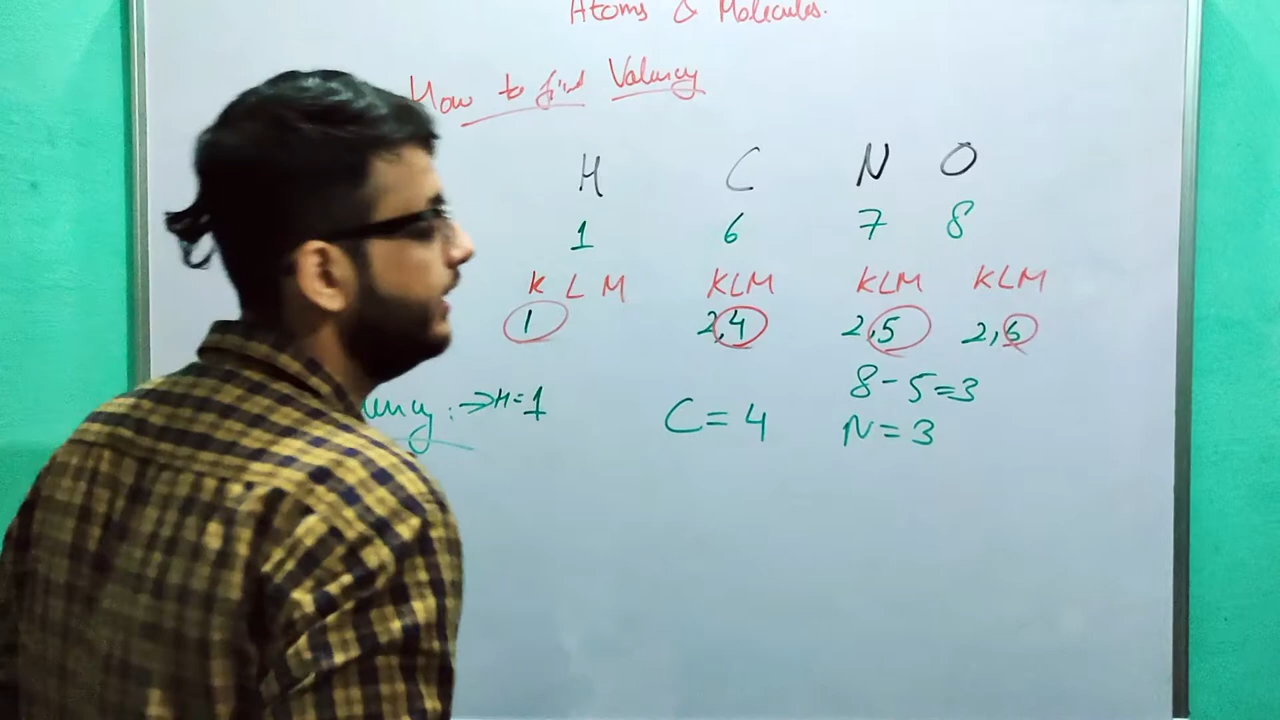 Atoms & Molecules.
How to find Valency
H C N O
1 6 7 8
K L M KLM KLM KLM
1 2,4 2,5 2,6
8-5=3
:→H=1 C=4 N=3